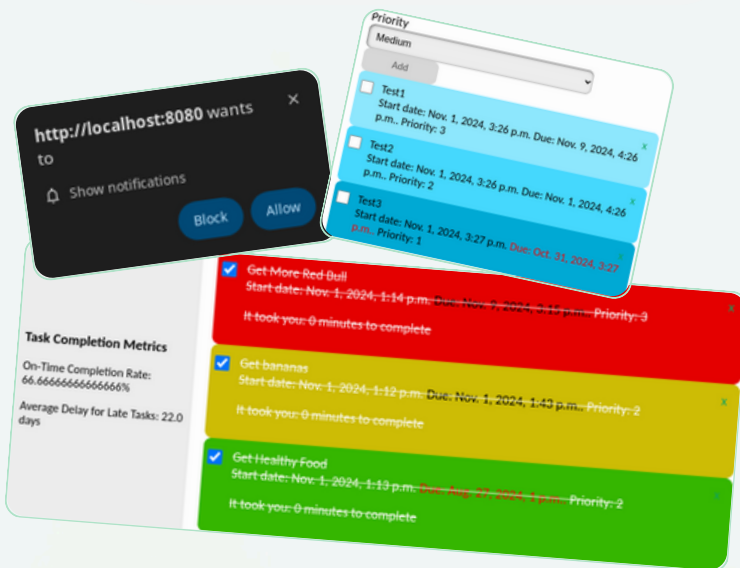 http://localhost:8080 wants
to
Show notifications
Block
Allow
Priority
Medium
Add
Test1
Start date: Nov. 1, 2024, 3:26 p.m. Due: Nov. 9, 2024, 4:26
p.m.. Priority: 3
x
Test2
Start date: Nov. 1, 2024, 3:26 p.m. Due: Nov. 1, 2024, 4:26
p.m.. Priority: 2
x
Test3
Start date: Nov. 1, 2024, 3:27 p.m. Due: Oct. 31, 2024, 3:27
p.m.. Priority: 1
x
Task Completion Metrics
On-Time Completion Rate:
66.66666666666666%
Average Delay for Late Tasks: 22.0
days
Get More Red Bull
Start date: Nov. 1, 2024, 1:14 p.m. Due: Nov. 9, 2024, 3:15 p.m.. Priority: 3
It took you: 0 minutes to complete
x
Get bananas
Start date: Nov. 1, 2024, 1:12 p.m. Due: Nov. 1, 2024, 1:43 p.m.. Priority: 2
It took you: 0 minutes to complete
x
Get Healthy Food
Start date: Nov. 1, 2024, 1:13 p.m. Due: Aug. 27, 2024, 1 p.m.. Priority: 2
It took you: 0 minutes to complete
x